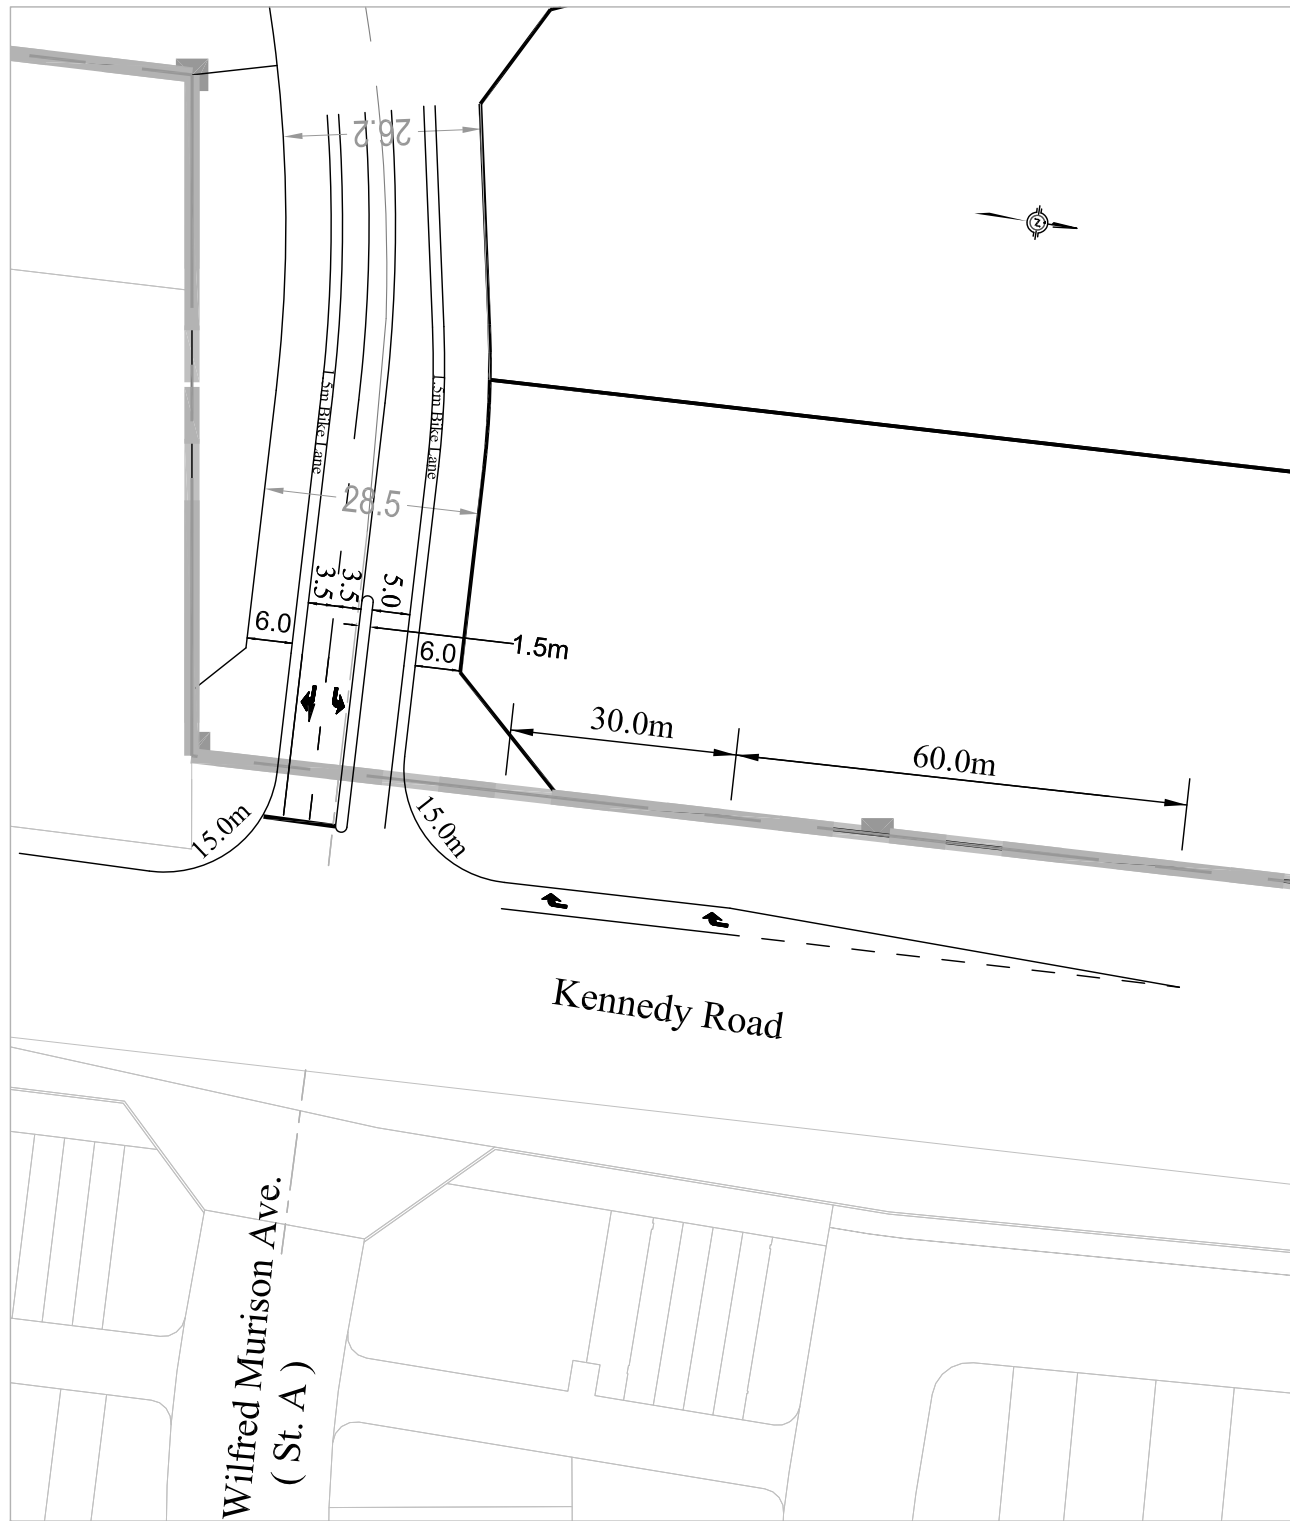 26.2
1.5m Bike Lane
1.5m Bike Lane
28.5
3.5
3.5
5.0
6.0
6.0
1.5m
30.0m
60.0m
15.0m
15.0m
Kennedy Road
Wilfred Murison Ave.
( St. A )
Z